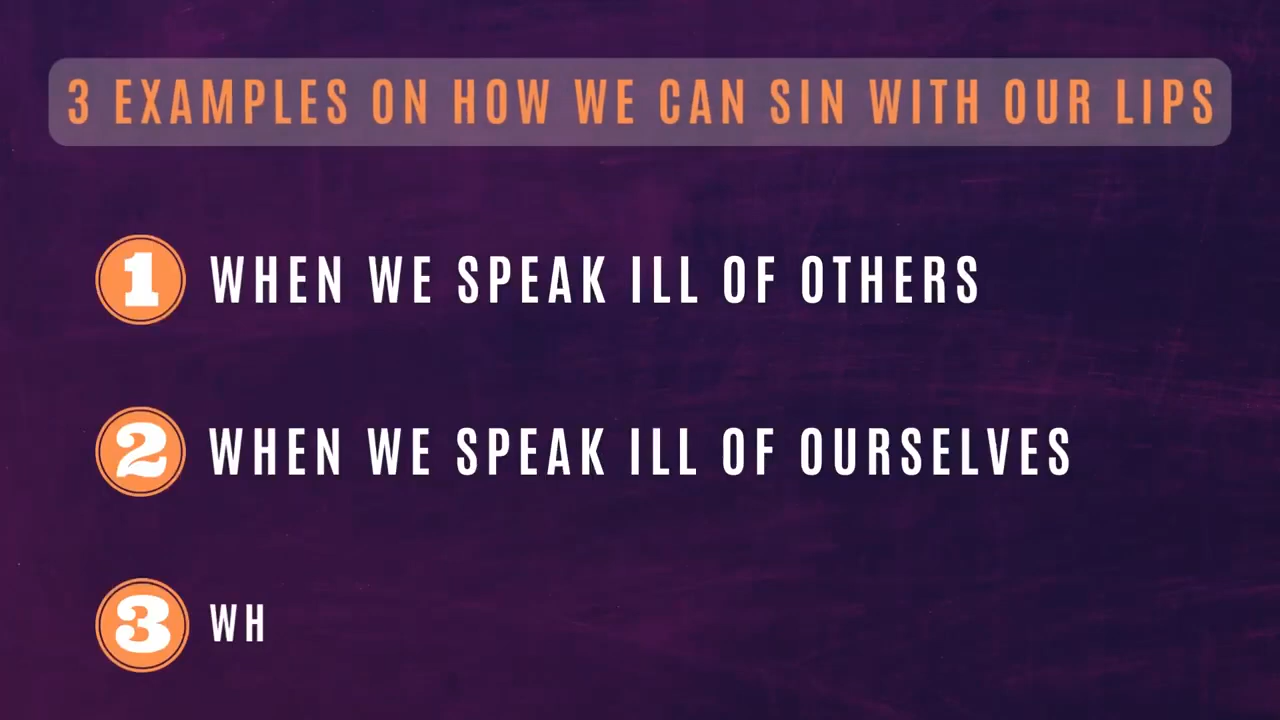 3 EXAMPLES ON HOW WE CAN SIN WITH OUR LIPS
1 WHEN WE SPEAK ILL OF OTHERS
2 WHEN WE SPEAK ILL OF OURSELVES
3 WH